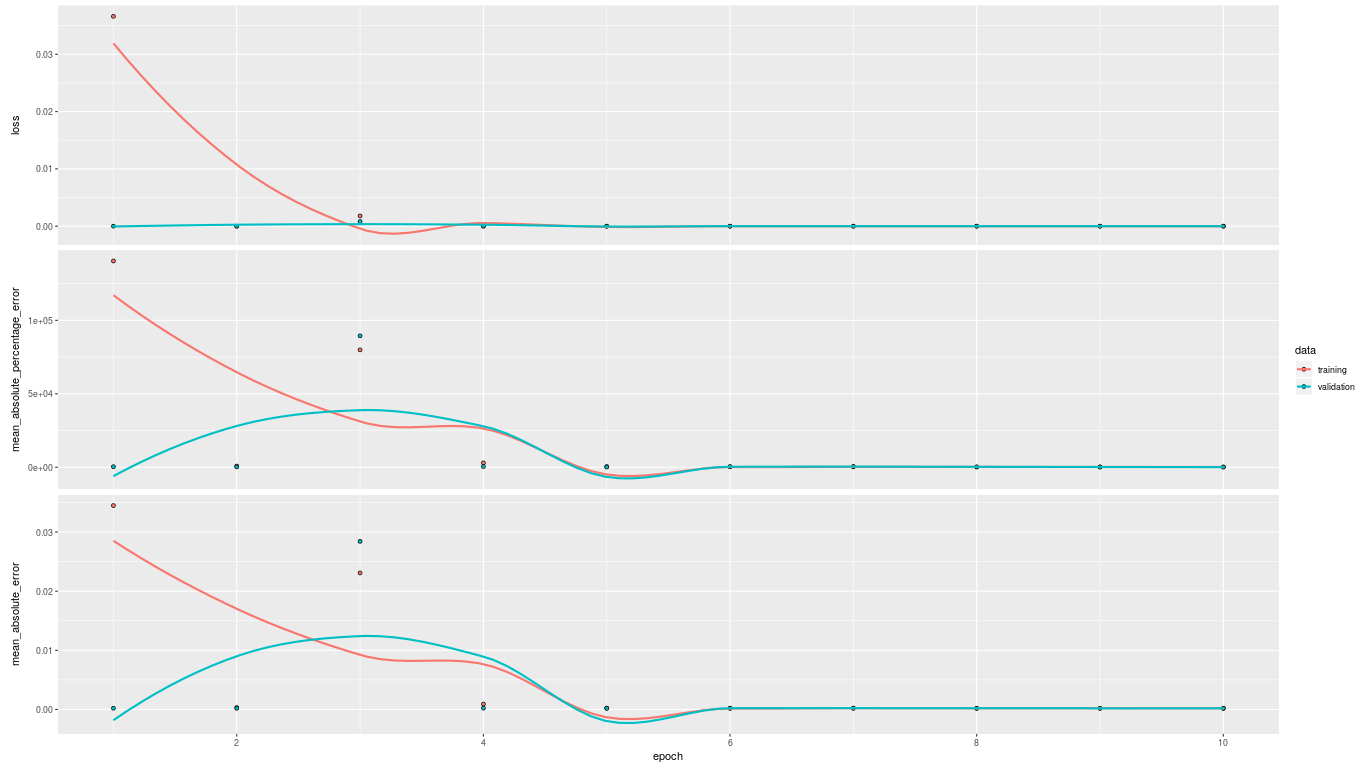 loss
0.03
0.02
0.01
0.00
mean_absolute_percentage_error
1e+05
5e+04
0e+00
mean_absolute_error
0.03
0.02
0.01
0.00
2 4 6 8 10
epoch
data
training
validation